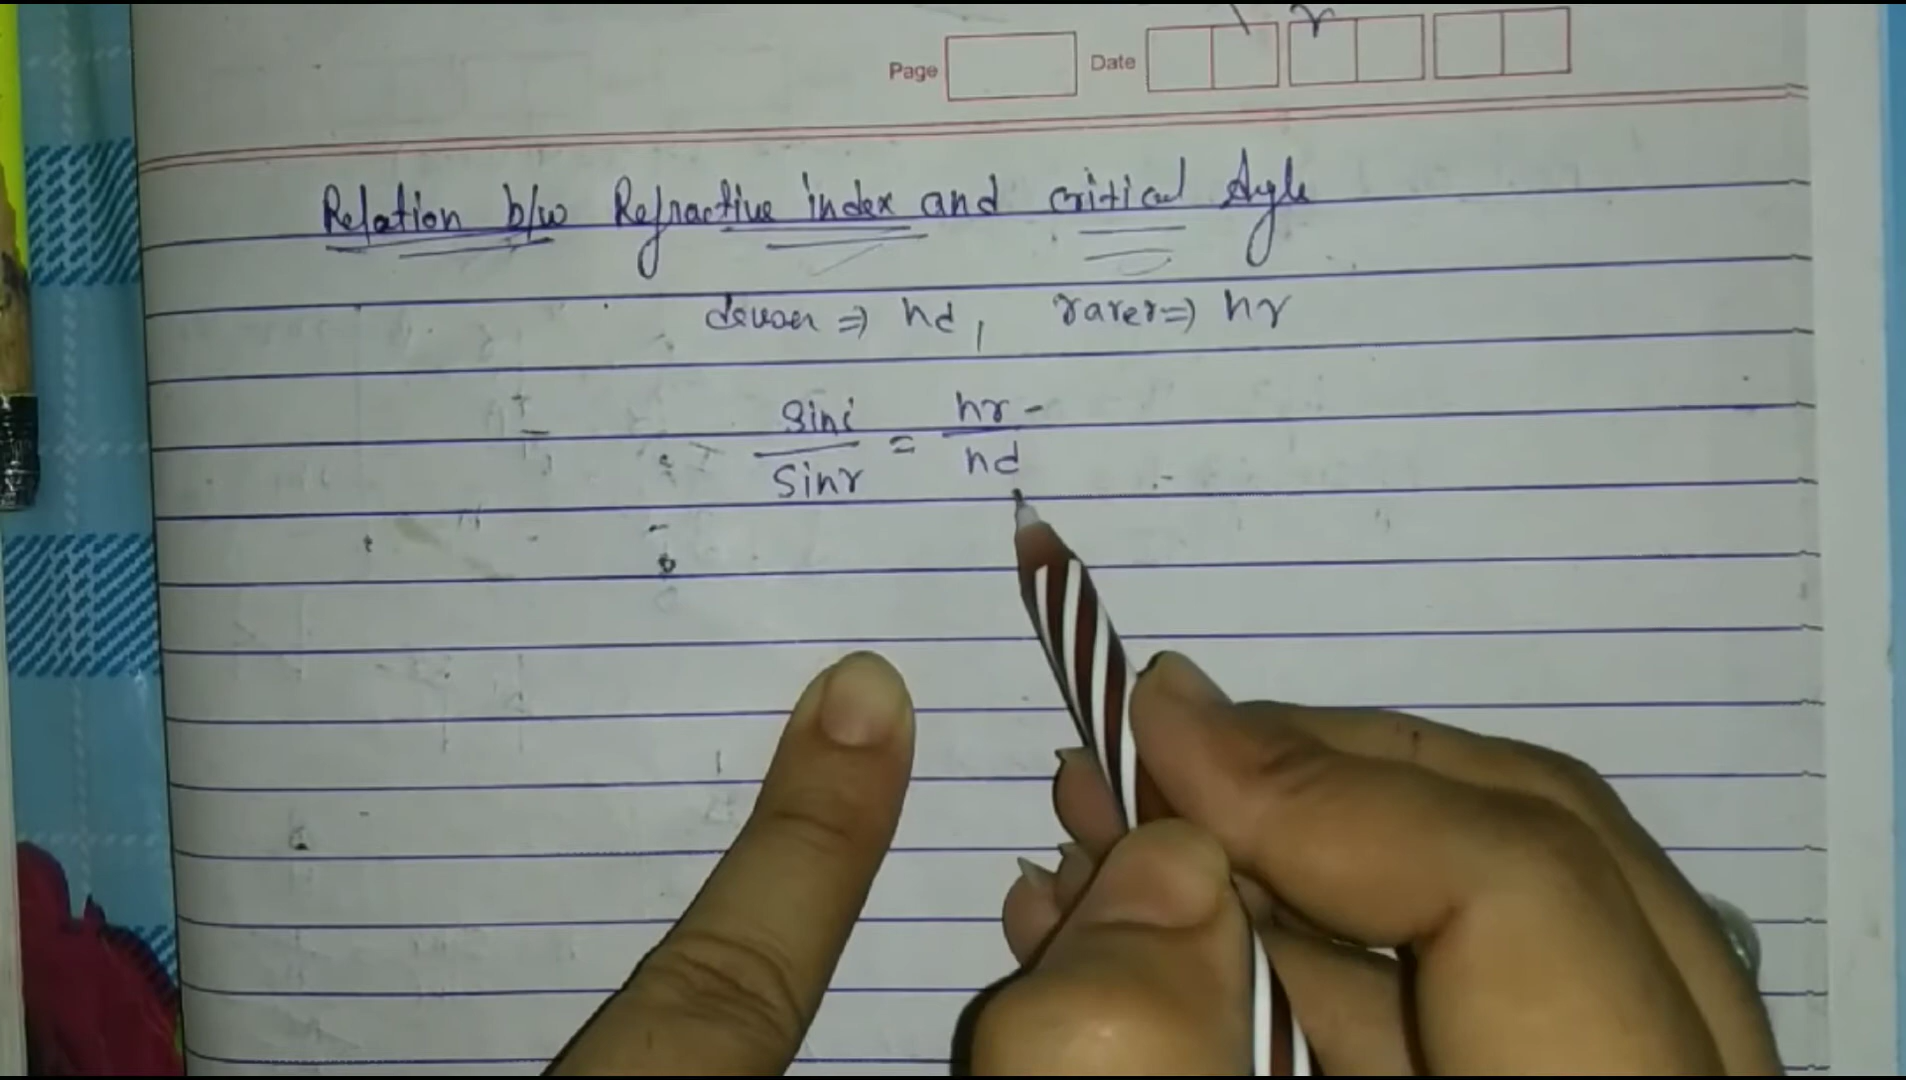 Page Date
Relation b/w Refractive index and critical Angle
denser => nd, rarer => nr
sini / sinr = nr / nd